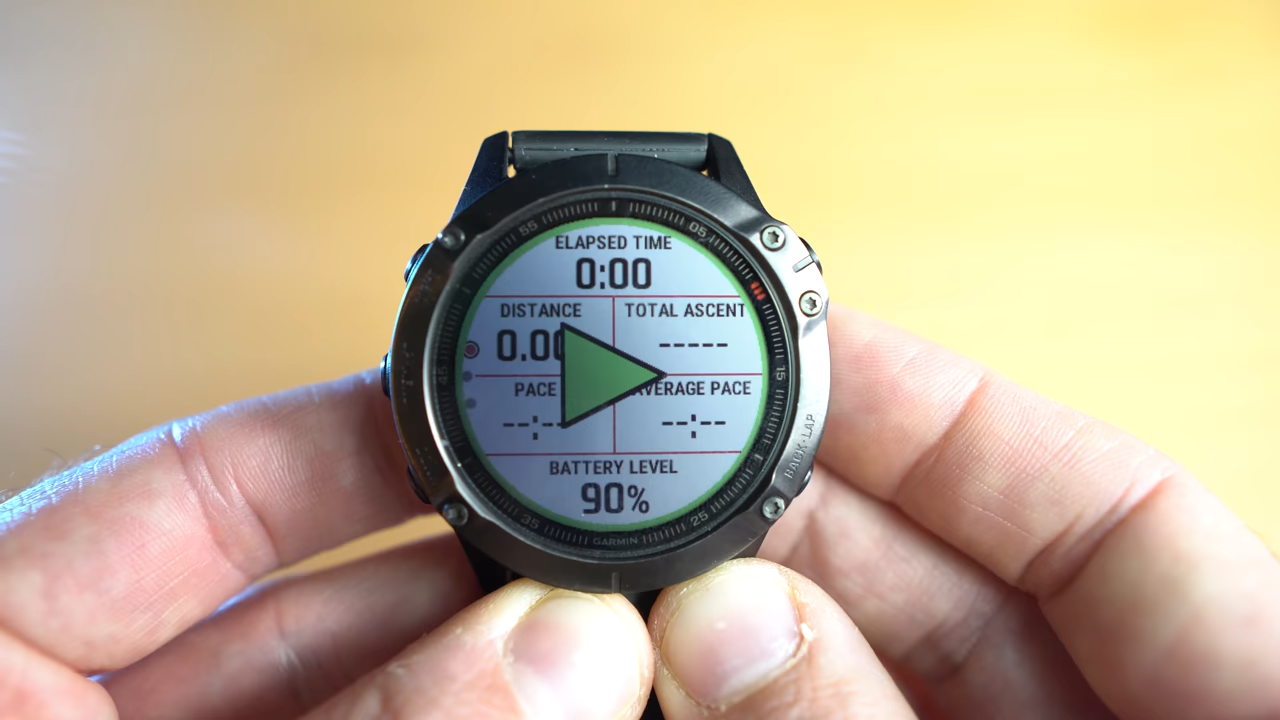 ELAPSED TIME
0:00
DISTANCE TOTAL ASCENT
0.00 -----
PACE AVERAGE PACE
--:-- --:--
BATTERY LEVEL
90%
55
05
15
25
35
45
GARMIN
BACK·LAP